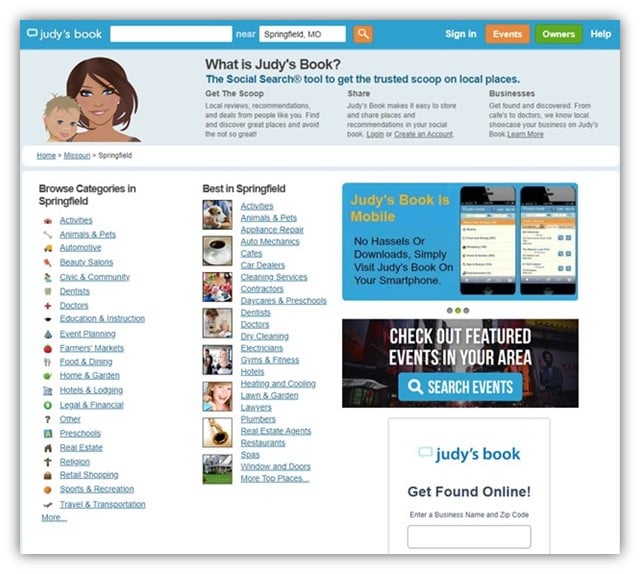 judy's book near Springfield, MO Sign in Events Owners Help
What is Judy's Book?
The Social Search® tool to get the trusted scoop on local places.
Get The Scoop
Local reviews, recommendations,
and deals from people like you. Find
and discover great places and avoid
the not so great!
Share
Judy's Book makes it easy to store
and share places and
recommendations in your social
book. Login or Create an Account.
Businesses
Get found and discovered. From
cafe's to doctors, we know local.
showcase your business on Judy's
Book Learn More
Home > Missouri > Springfield
Browse Categories in
Springfield
Activities
Animals & Pets
Automotive
Beauty Salons
Civic & Community
Dentists
Doctors
Education & Instruction
Event Planning
Farmers' Markets
Food & Dining
Home & Garden
Hotels & Lodging
Legal & Financial
? Other
Preschools
Real Estate
Religion
Retail Shopping
Sports & Recreation
Travel & Transportation
More...
Best in Springfield
Activities
Animals & Pets
Appliance Repair
Auto Mechanics
Cafes
Car Dealers
Cleaning Services
Contractors
Daycares & Preschools
Dentists
Doctors
Dry Cleaning
Electricians
Gyms & Fitness
Hotels
Heating and Cooling
Lawn & Garden
Lawyers
Plumbers
Real Estate Agents
Restaurants
Spas
Window and Doors
More Top Places...
Judy's Book is
Mobile
No Hassels Or
Downloads, Simply
Visit Judy's Book On
Your Smartphone.
CHECK OUT FEATURED
EVENTS IN YOUR AREA
SEARCH EVENTS
judy's book
Get Found Online!
Enter a Business Name and Zip Code